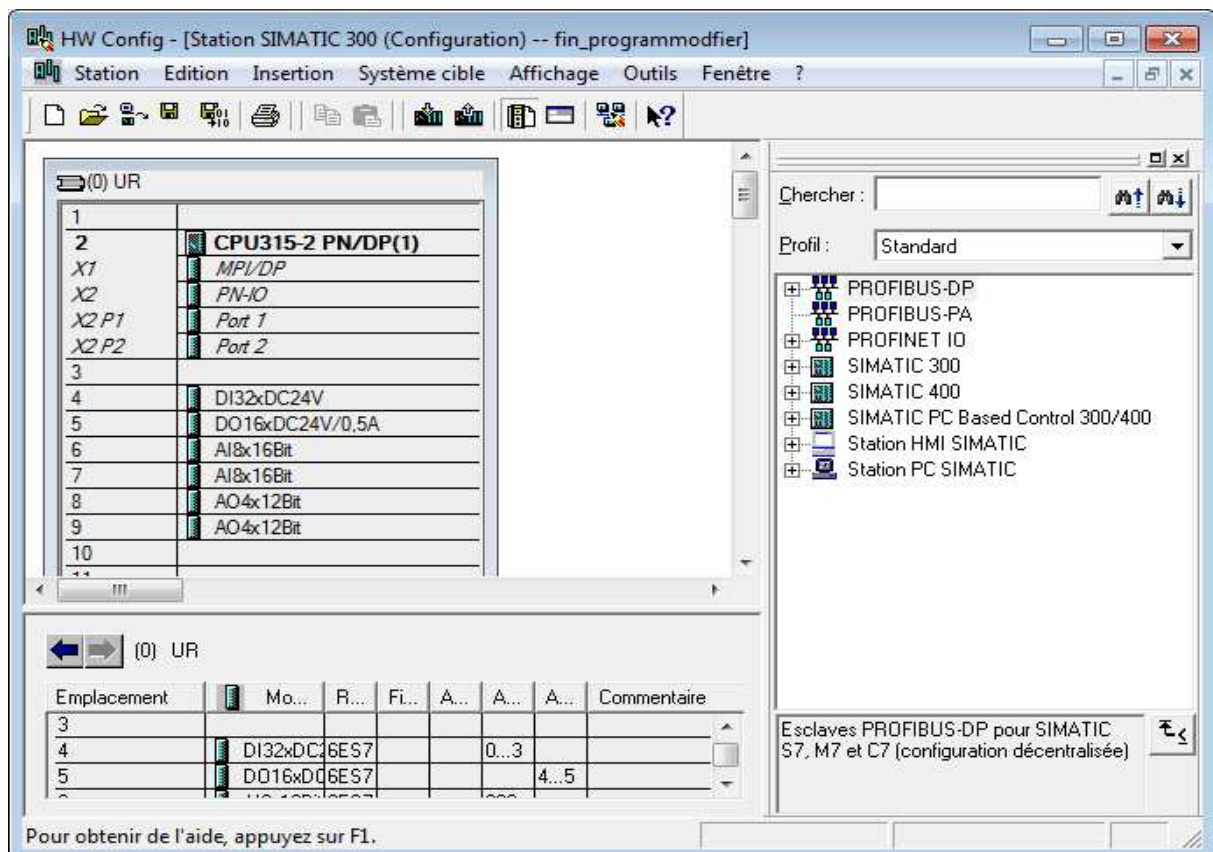 HW Config - [Station SIMATIC 300 (Configuration) -- fin_programmodfier]
Station Edition Insertion Système cible Affichage Outils Fenêtre ?
(0) UR
1
2 CPU315-2 PN/DP(1)
X1 MPI/DP
X2 PN-IO
X2 P1 Port 1
X2 P2 Port 2
3
4 DI32xDC24V
5 DO16xDC24V/0,5A
6 AI8x16Bit
7 AI8x16Bit
8 AO4x12Bit
9 AO4x12Bit
10
11
Chercher :
Profil : Standard
PROFIBUS-DP
PROFIBUS-PA
PROFINET IO
SIMATIC 300
SIMATIC 400
SIMATIC PC Based Control 300/400
Station HMI SIMATIC
Station PC SIMATIC
(0) UR
Emplacement Mo... R... Fi... A... A... A... Commentaire
3
4 DI32xDC2 6ES7 0...3
5 DO16xDC 6ES7 4...5
Esclaves PROFIBUS-DP pour SIMATIC
S7, M7 et C7 (configuration décentralisée)
Pour obtenir de l'aide, appuyez sur F1.